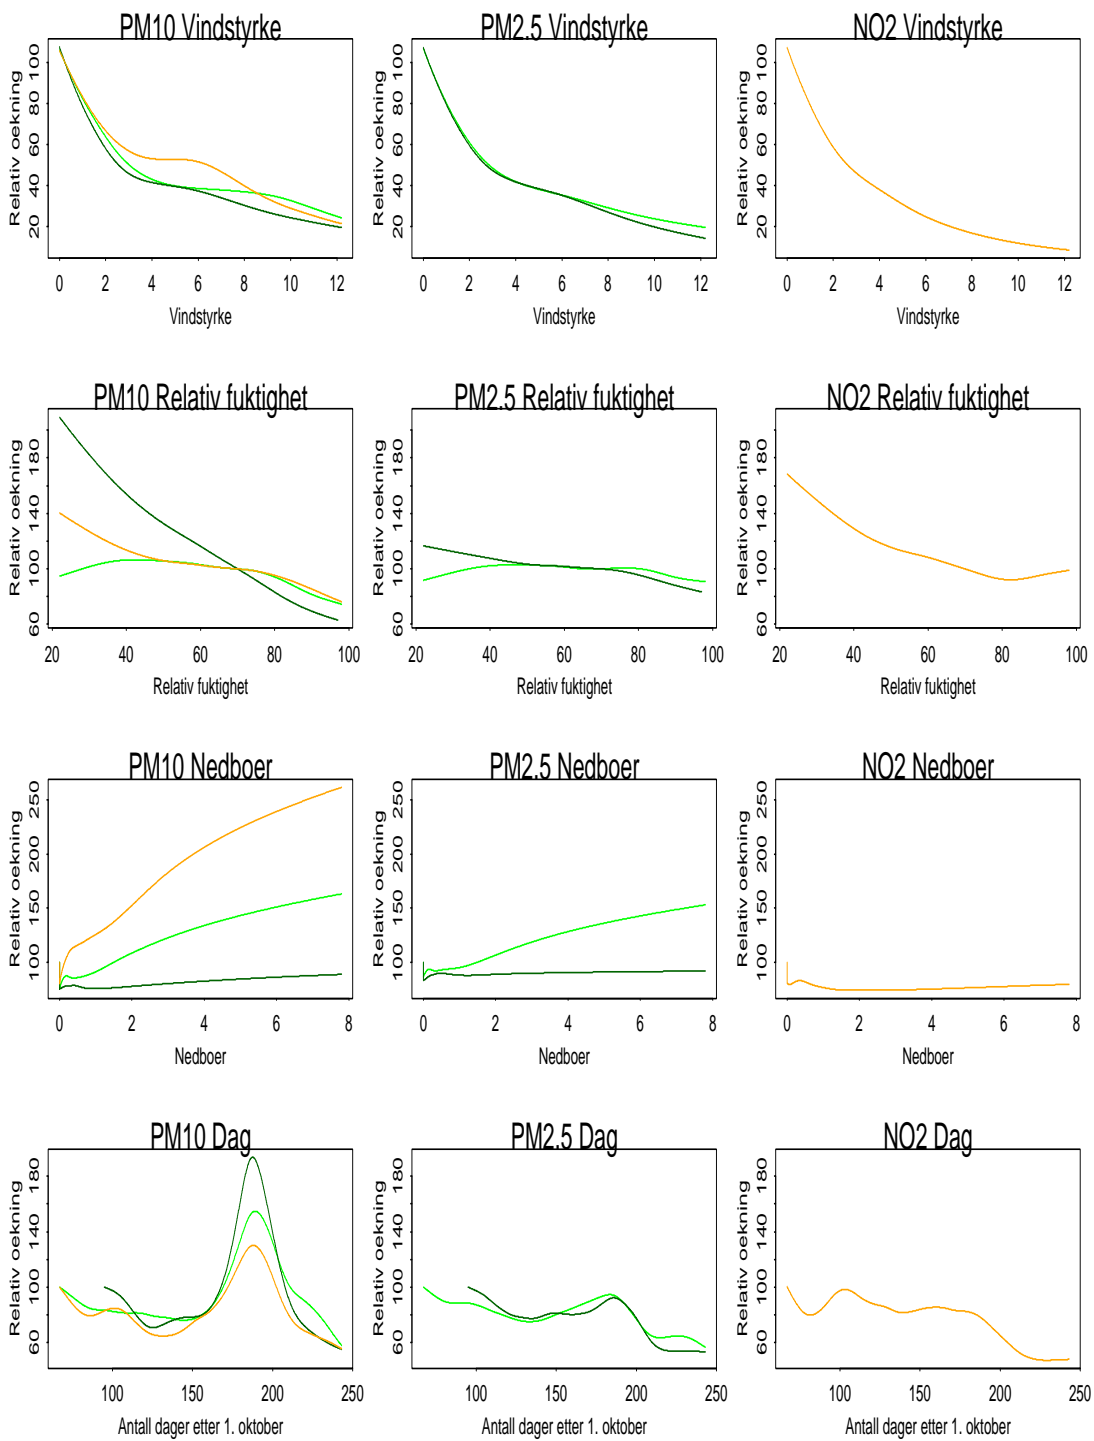 PM10 Vindstyrke
Relativ oekning
20 40 60 80 100
0 2 4 6 8 10 12
Vindstyrke
PM2.5 Vindstyrke
Relativ oekning
20 40 60 80 100
0 2 4 6 8 10 12
Vindstyrke
NO2 Vindstyrke
Relativ oekning
20 40 60 80 100
0 2 4 6 8 10 12
Vindstyrke
PM10 Relativ fuktighet
Relativ oekning
60 100 140 180
20 40 60 80 100
Relativ fuktighet
PM2.5 Relativ fuktighet
Relativ oekning
60 100 140 180
20 40 60 80 100
Relativ fuktighet
NO2 Relativ fuktighet
Relativ oekning
60 100 140 180
20 40 60 80 100
Relativ fuktighet
PM10 Nedboer
Relativ oekning
100 150 200 250
0 2 4 6 8
Nedboer
PM2.5 Nedboer
Relativ oekning
100 150 200 250
0 2 4 6 8
Nedboer
NO2 Nedboer
Relativ oekning
100 150 200 250
0 2 4 6 8
Nedboer
PM10 Dag
Relativ oekning
60 100 140 180
100 150 200 250
Antall dager etter 1. oktober
PM2.5 Dag
Relativ oekning
60 100 140 180
100 150 200 250
Antall dager etter 1. oktober
NO2 Dag
Relativ oekning
60 100 140 180
100 150 200 250
Antall dager etter 1. oktober